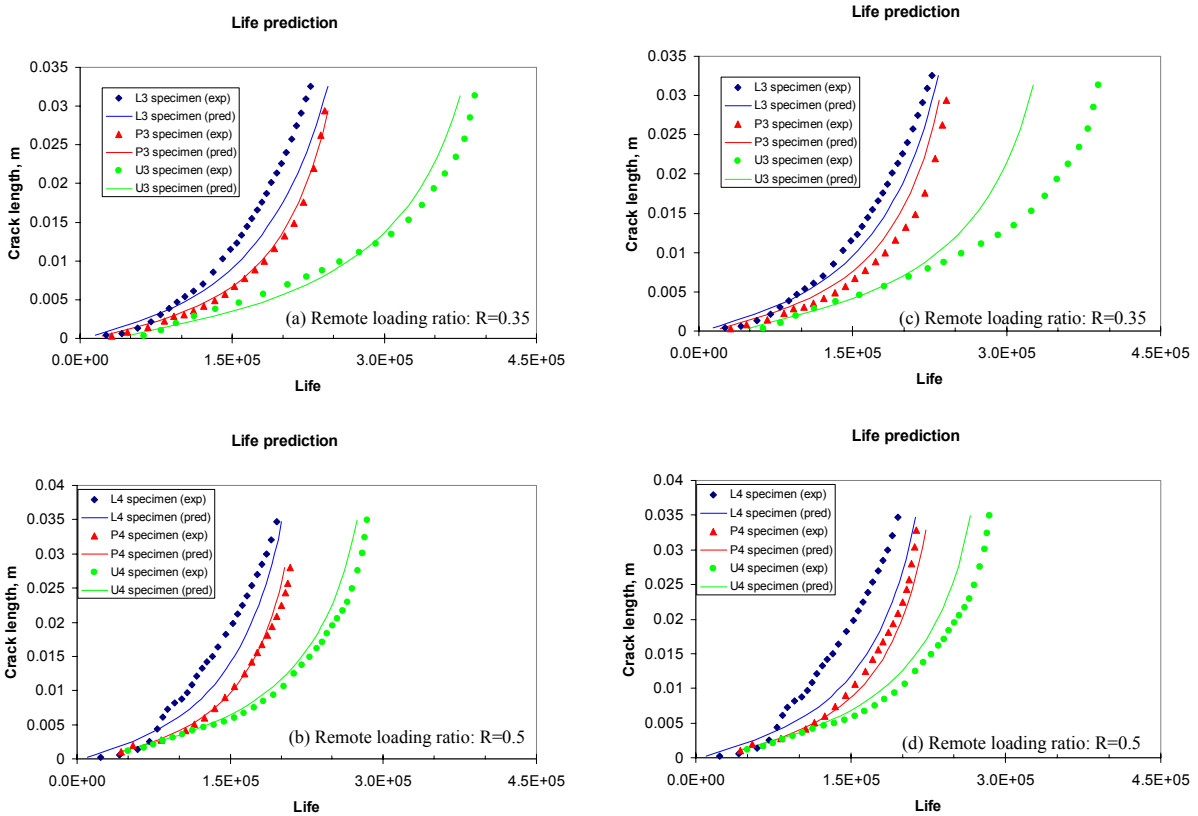 Life prediction
0.035
0.03
0.025
0.02
0.015
0.01
0.005
0
Crack length, m
L3 specimen (exp)
L3 specimen (pred)
P3 specimen (exp)
P3 specimen (pred)
U3 specimen (exp)
U3 specimen (pred)
(a) Remote loading ratio: R=0.35
0.0E+00 1.5E+05 3.0E+05 4.5E+05
Life
Life prediction
0.035
0.03
0.025
0.02
0.015
0.01
0.005
0
Crack length, m
L3 specimen (exp)
L3 specimen (pred)
P3 specimen (exp)
P3 specimen (pred)
U3 specimen (exp)
U3 specimen (pred)
(c) Remote loading ratio: R=0.35
0.0E+00 1.5E+05 3.0E+05 4.5E+05
Life
Life prediction
0.04
0.035
0.03
0.025
0.02
0.015
0.01
0.005
0
Crack length, m
L4 specimen (exp)
L4 specimen (pred)
P4 specimen (exp)
P4 specimen (pred)
U4 specimen (exp)
U4 specimen (pred)
(b) Remote loading ratio: R=0.5
0.0E+00 1.5E+05 3.0E+05 4.5E+05
Life
Life prediction
0.04
0.035
0.03
0.025
0.02
0.015
0.01
0.005
0
Crack length, m
L4 specimen (exp)
L4 specimen (pred)
P4 specimen (exp)
P4 specimen (pred)
U4 specimen (exp)
U4 specimen (pred)
(d) Remote loading ratio: R=0.5
0.0E+00 1.5E+05 3.0E+05 4.5E+05
Life